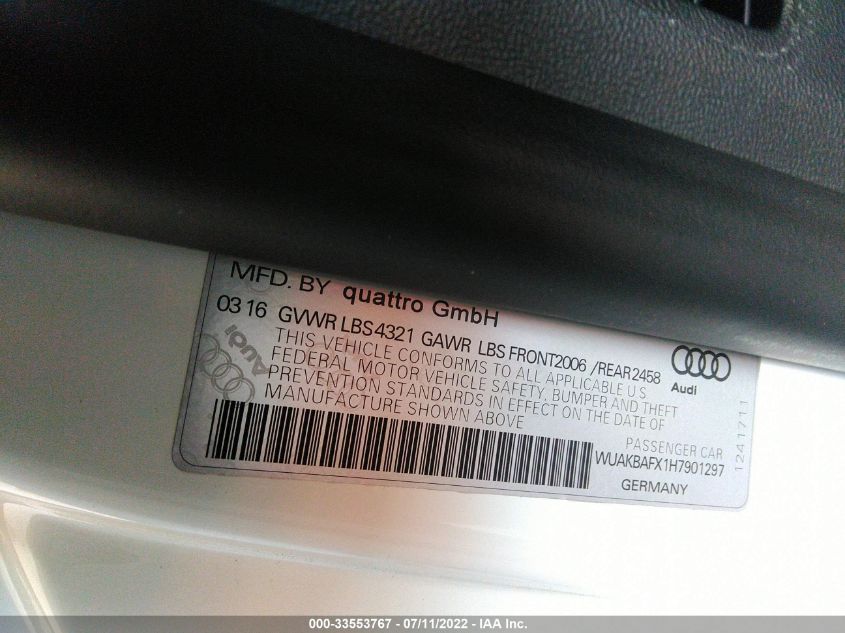 MFD. BY quattro GmbH
03 16 GVWR LBS 4321 GAWR LBS FRONT2006 /REAR2458
THIS VEHICLE CONFORMS TO ALL APPLICABLE U S
FEDERAL MOTOR VEHICLE SAFETY, BUMPER AND THEFT
PREVENTION STANDARDS IN EFFECT ON THE DATE OF
MANUFACTURE SHOWN ABOVE
Audi
Audi
PASSENGER CAR
WUAKBAFX1H7901297
GERMANY
1241711
000-33553767 - 07/11/2022 - IAA Inc.